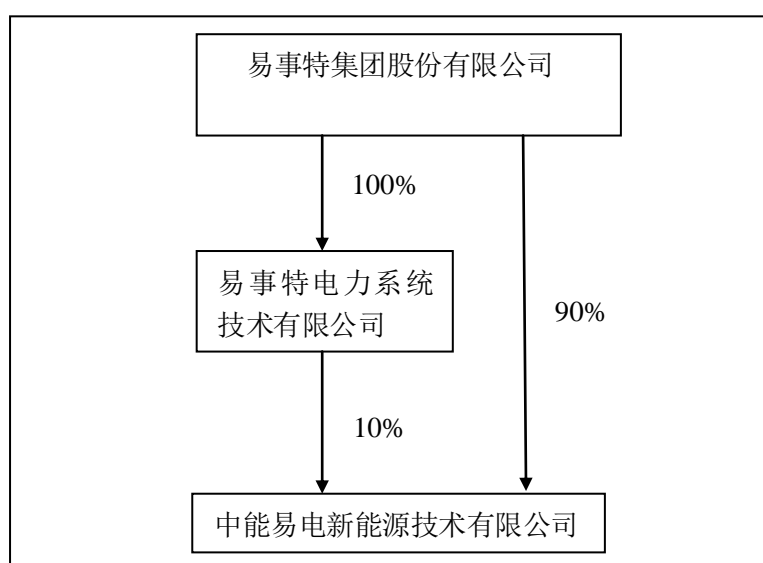 易事特集团股份有限公司
100%
易事特电力系统
技术有限公司
90%
10%
中能易电新能源技术有限公司